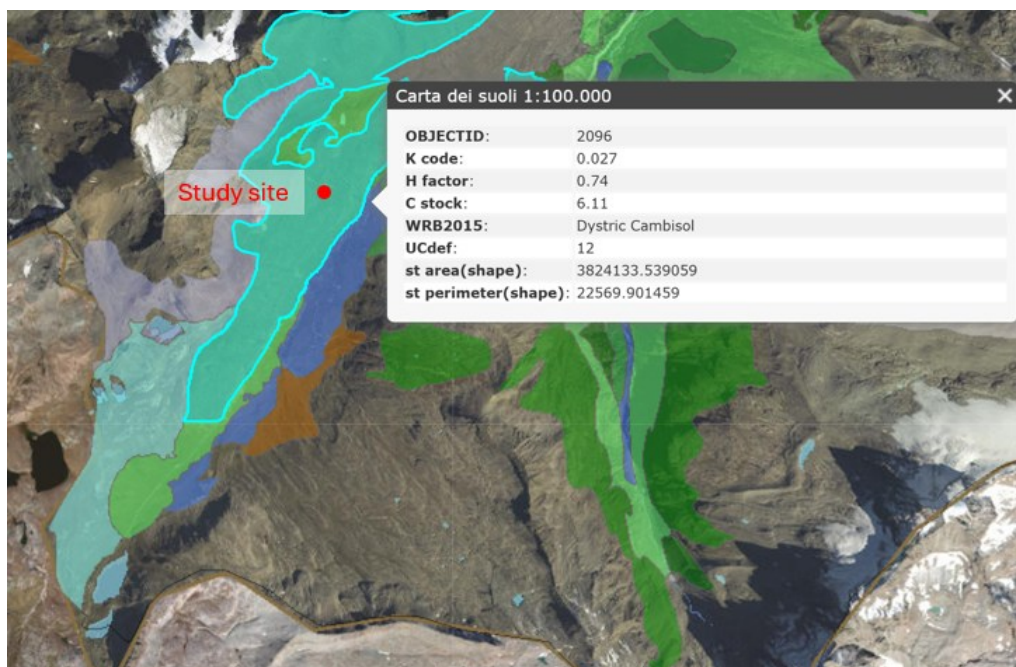 Carta dei suoli 1:100.000 ×
OBJECTID: 2096
K code: 0.027
H factor: 0.74
Study site
C stock: 6.11
WRB2015: Dystric Cambisol
UCdef: 12
st area(shape): 3824133.539059
st perimeter(shape): 22569.901459